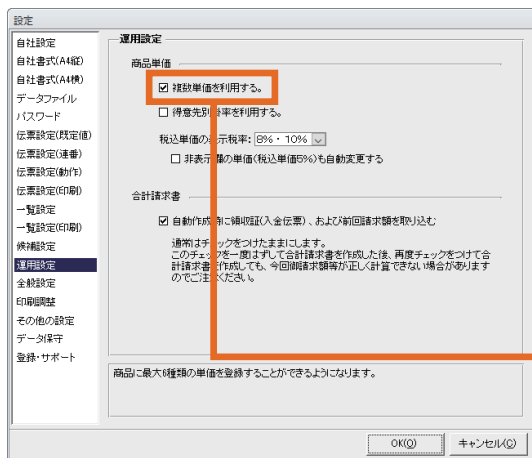 設定
自社設定
自社書式(A4縦)
自社書式(A4横)
データファイル
パスワード
伝票設定(既定値)
伝票設定(連番)
伝票設定(動作)
伝票設定(印刷)
一覧設定
一覧設定(印刷)
候補設定
運用設定
全般設定
印刷調整
その他の設定
データ保守
登録・サポート
運用設定
商品単価
複数単価を利用する。
得意先別 率を利用する。
税込単価の表示税率: 8%・10%
非表示欄の単価(税込単価5%)も自動変更する
合計請求書
自動作成時に領収証(入金伝票)、および前回請求額を取り込む
通常はチェックをつけたままにします。
このチェックを一度はずして合計請求書を作成した後、再度チェックをつけて合
計請求書を作成しても、今回御請求額等が正しく計算できない場合があります
のでご注意ください。
商品に最大6種類の単価を登録することができるようになります。
OK(O)
キャンセル(C)